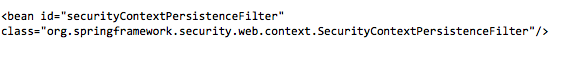 <bean id="securityContextPersistenceFilter"
class="org.springframework.security.web.context.SecurityContextPersistenceFilter"/>